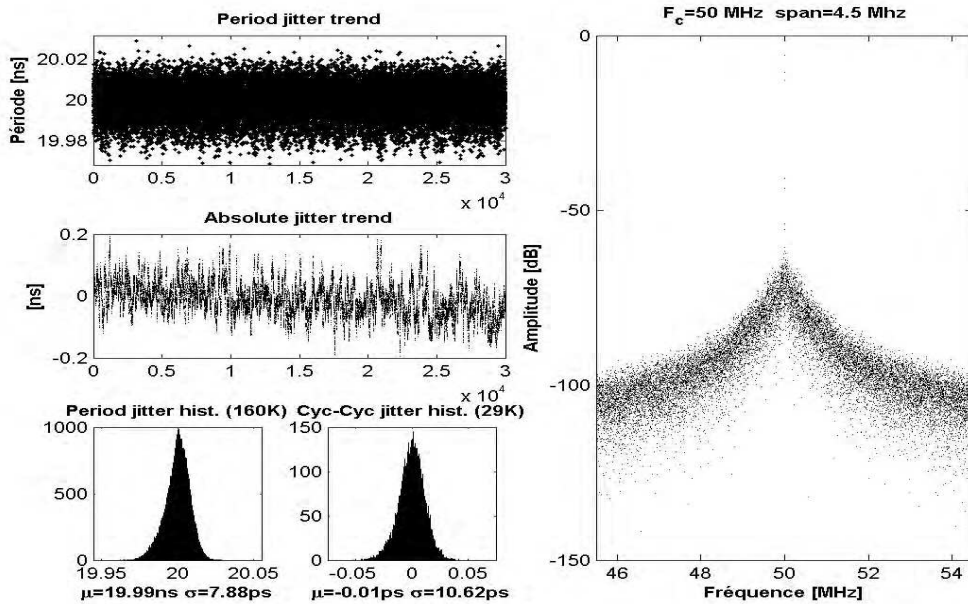 Period jitter trend
Période [ns]
20.02
20
19.98
0 0.5 1 1.5 2 2.5 3
x 10^4
Absolute jitter trend
[ns]
0.2
0
-0.2
0 0.5 1 1.5 2 2.5 3
x 10^4
Period jitter hist. (160K)
1000
500
0
19.95 20 20.05
μ=19.99ns σ=7.88ps
Cyc-Cyc jitter hist. (29K)
150
100
50
0
-0.05 0 0.05
μ=-0.01ps σ=10.62ps
F_c=50 MHz span=4.5 Mhz
Amplitude [dB]
0
-50
-100
-150
46 48 50 52 54
Fréquence [MHz]